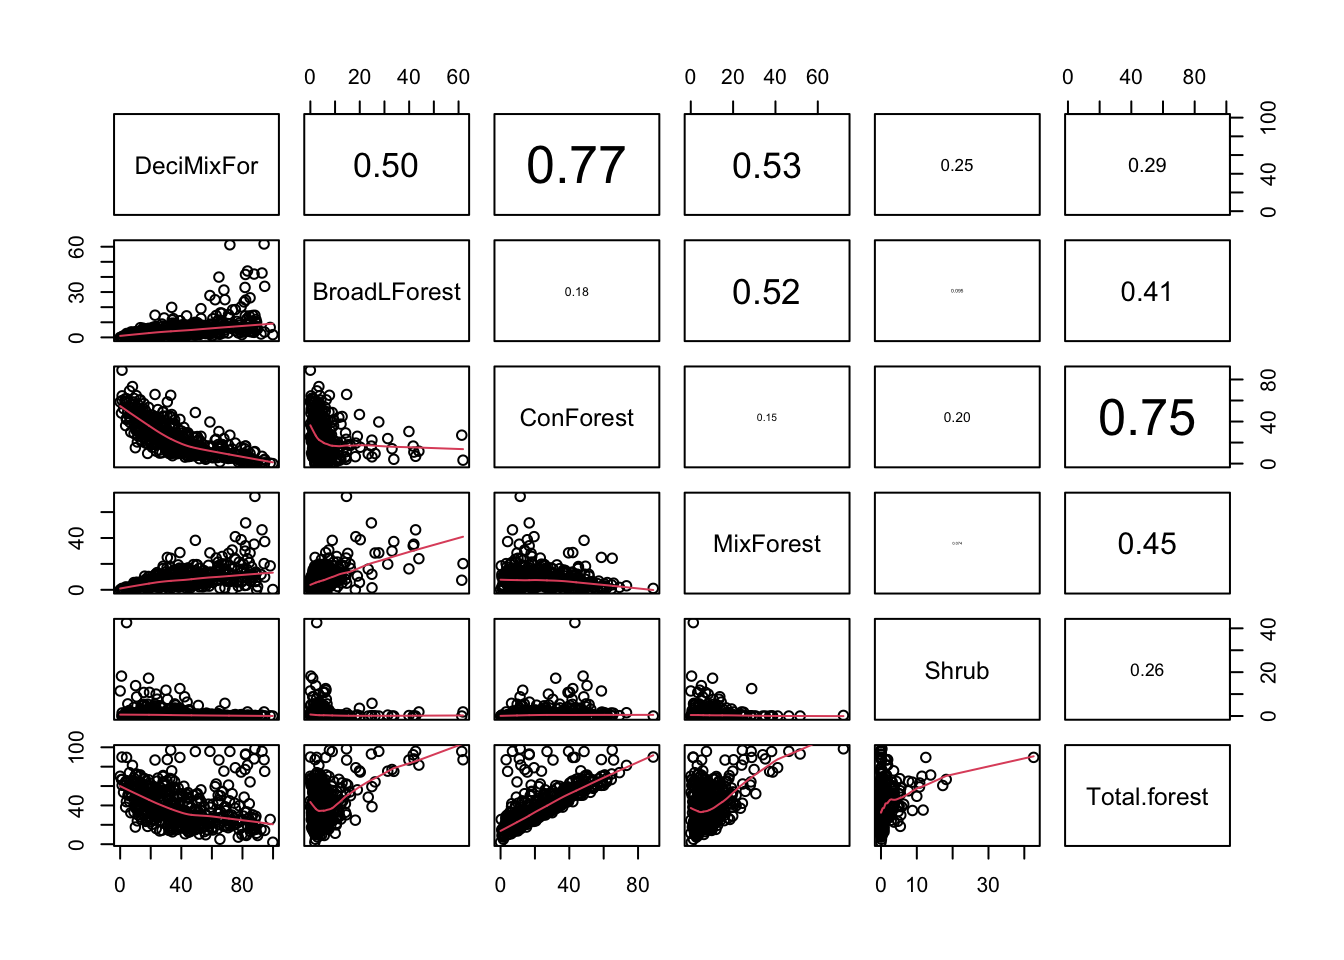 0 20 40 60 0 20 40 60 0 40 80
DeciMixFor 0.50 0.77 0.53 0.25 0.29 0 40 100
0 30 60 BroadLForest 0.18 0.52 0.41
ConForest 0.15 0.20 0.75 0 40 80
0 40 MixForest 0.074 0.45
Shrub 0.26 0 20 40
0 40 100 Total.forest
0 40 80 0 40 80 0 10 30